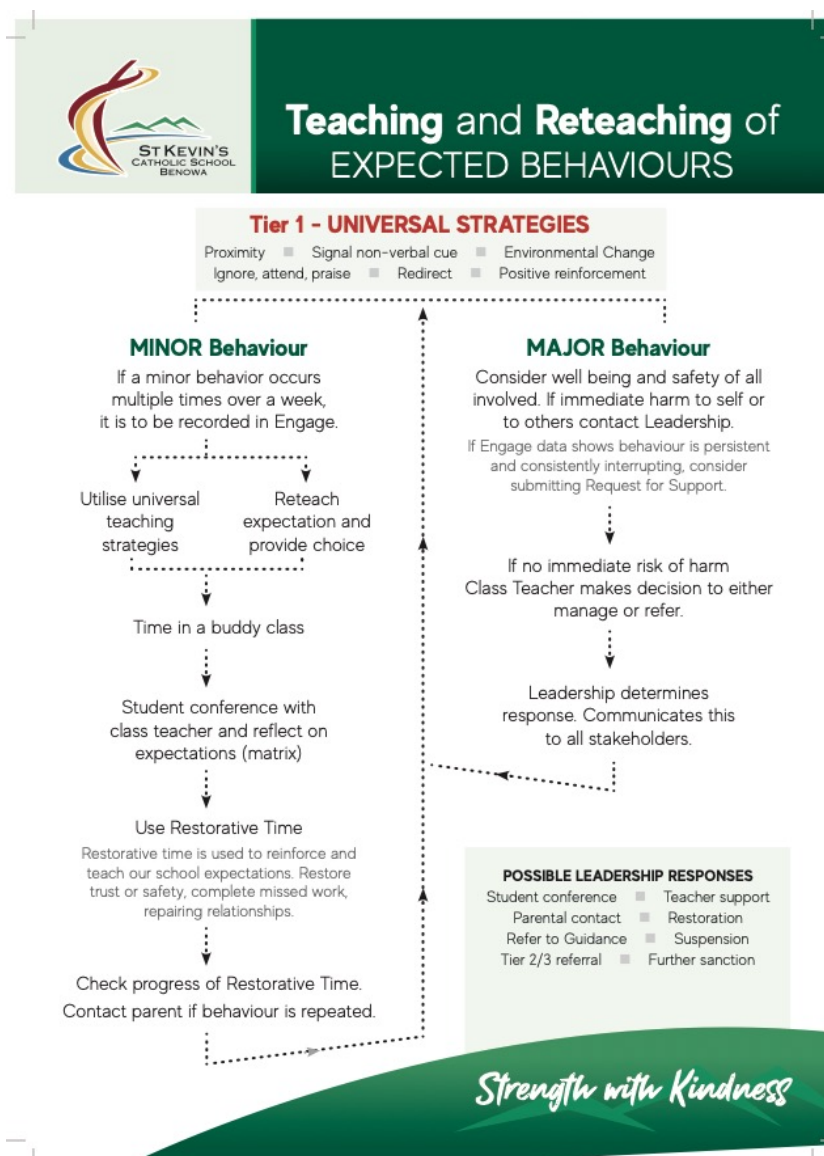 ST KEVIN'S
CATHOLIC SCHOOL
BENOWA
Teaching and Reteaching of
EXPECTED BEHAVIOURS
Tier 1 - UNIVERSAL STRATEGIES
Proximity ■ Signal non-verbal cue ■ Environmental Change
Ignore, attend, praise ■ Redirect ■ Positive reinforcement
MINOR Behaviour
If a minor behavior occurs
multiple times over a week,
it is to be recorded in Engage.
Utilise universal
teaching
strategies
Reteach
expectation and
provide choice
Time in a buddy class
Student conference with
class teacher and reflect on
expectations (matrix)
Use Restorative Time
Restorative time is used to reinforce and
teach our school expectations. Restore
trust or safety, complete missed work,
repairing relationships.
Check progress of Restorative Time.
Contact parent if behaviour is repeated.
MAJOR Behaviour
Consider well being and safety of all
involved. If immediate harm to self or
to others contact Leadership.
If Engage data shows behaviour is persistent
and consistently interrupting, consider
submitting Request for Support.
If no immediate risk of harm
Class Teacher makes decision to either
manage or refer.
Leadership determines
response. Communicates this
to all stakeholders.
POSSIBLE LEADERSHIP RESPONSES
Student conference ■ Teacher support
Parental contact ■ Restoration
Refer to Guidance ■ Suspension
Tier 2/3 referral ■ Further sanction
Strength with Kindness